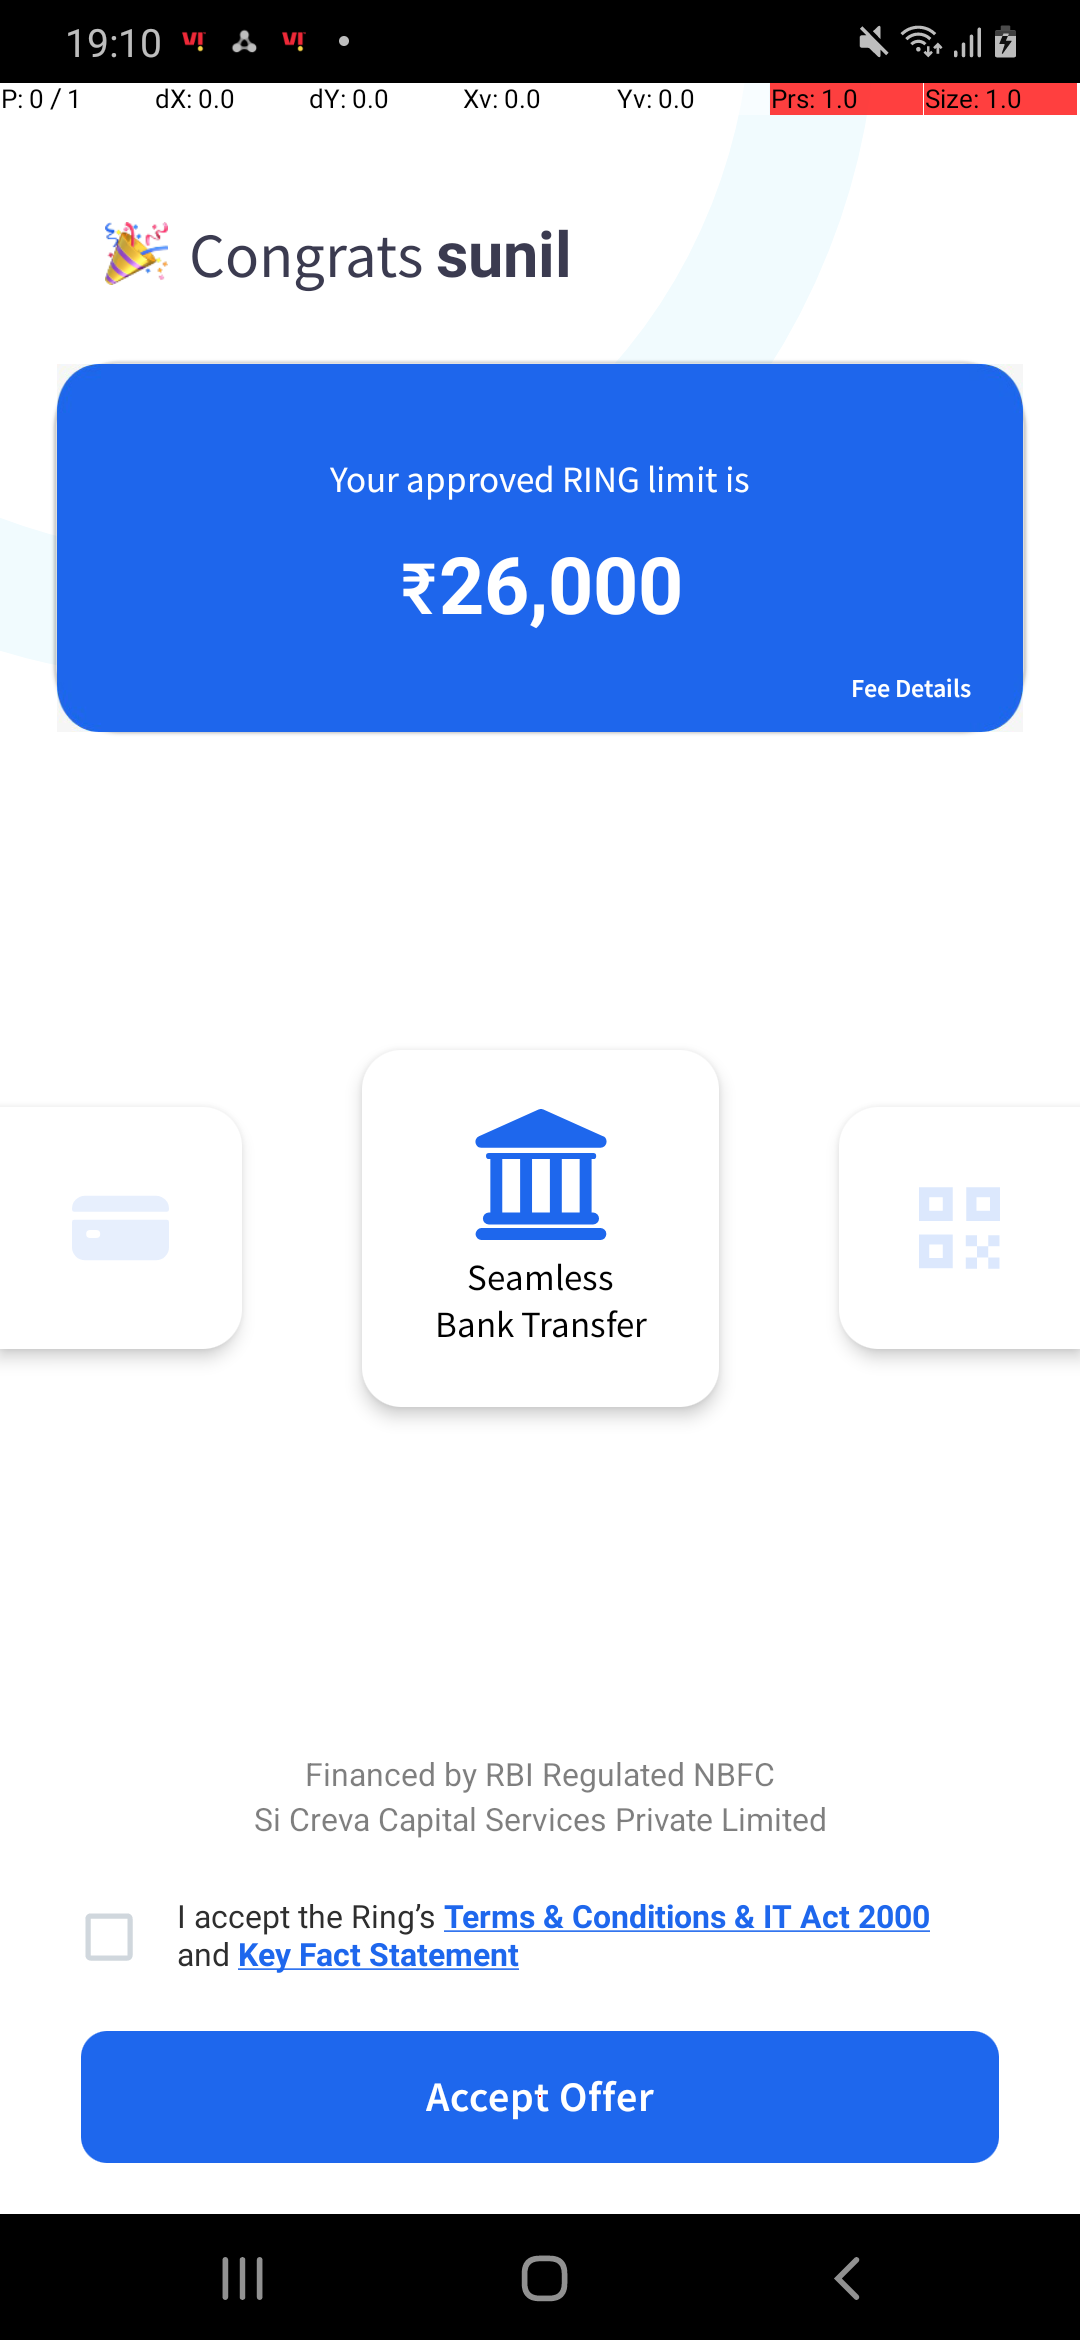 19:10
P: 0 / 1 dX: 0.0 dY: 0.0 Xv: 0.0 Yv: 0.0 Prs: 1.0 Size: 1.0
Congrats sunil
Your approved RING limit is
₹26,000
Fee Details
Seamless
Bank Transfer
Financed by RBI Regulated NBFC
Si Creva Capital Services Private Limited
I accept the Ring’s Terms & Conditions & IT Act 2000
and Key Fact Statement
Accept Offer